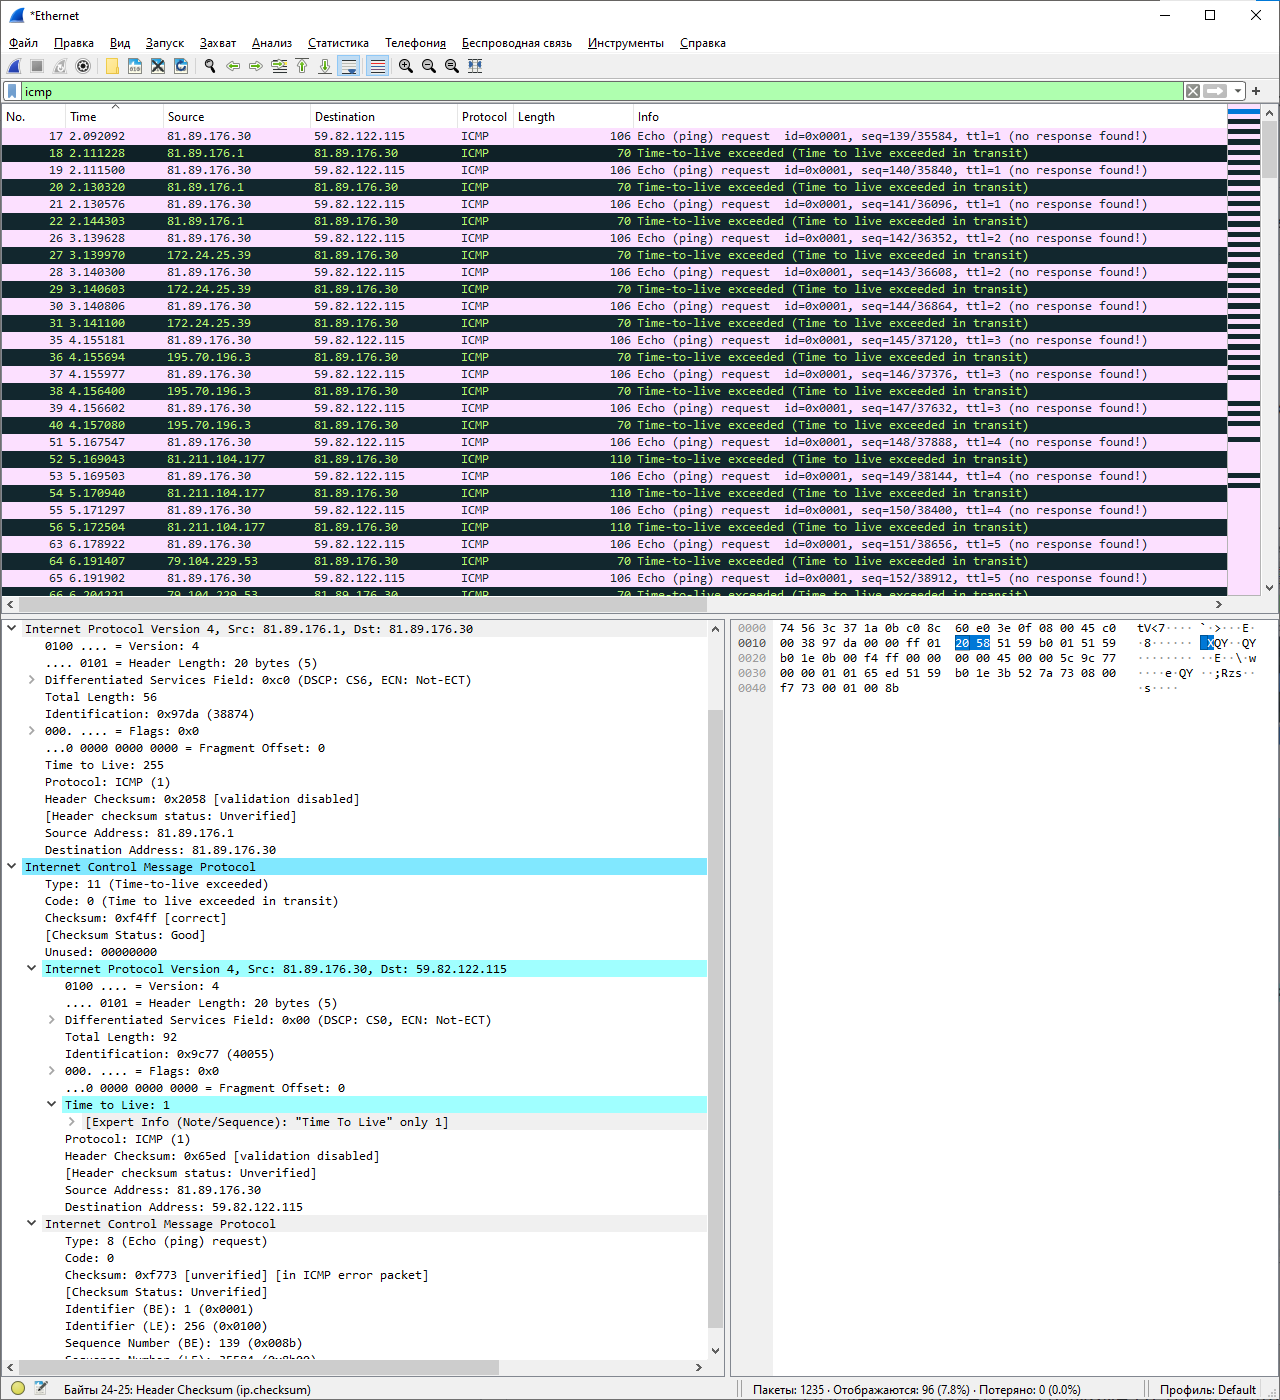 *Ethernet
Файл Правка Вид Запуск Захват Анализ Статистика Телефония Беспроводная связь Инструменты Справка
icmp
No. Time Source Destination Protocol Length Info
17 2.092092 81.89.176.30 59.82.122.115 ICMP 106 Echo (ping) request id=0x0001, seq=139/35584, ttl=1 (no response found!)
18 2.111228 81.89.176.1 81.89.176.30 ICMP 70 Time-to-live exceeded (Time to live exceeded in transit)
19 2.111500 81.89.176.30 59.82.122.115 ICMP 106 Echo (ping) request id=0x0001, seq=140/35840, ttl=1 (no response found!)
20 2.130320 81.89.176.1 81.89.176.30 ICMP 70 Time-to-live exceeded (Time to live exceeded in transit)
21 2.130576 81.89.176.30 59.82.122.115 ICMP 106 Echo (ping) request id=0x0001, seq=141/36096, ttl=1 (no response found!)
22 2.144303 81.89.176.1 81.89.176.30 ICMP 70 Time-to-live exceeded (Time to live exceeded in transit)
26 3.139628 81.89.176.30 59.82.122.115 ICMP 106 Echo (ping) request id=0x0001, seq=142/36352, ttl=2 (no response found!)
27 3.139970 172.24.25.39 81.89.176.30 ICMP 70 Time-to-live exceeded (Time to live exceeded in transit)
28 3.140300 81.89.176.30 59.82.122.115 ICMP 106 Echo (ping) request id=0x0001, seq=143/36608, ttl=2 (no response found!)
29 3.140603 172.24.25.39 81.89.176.30 ICMP 70 Time-to-live exceeded (Time to live exceeded in transit)
30 3.140806 81.89.176.30 59.82.122.115 ICMP 106 Echo (ping) request id=0x0001, seq=144/36864, ttl=2 (no response found!)
31 3.141100 172.24.25.39 81.89.176.30 ICMP 70 Time-to-live exceeded (Time to live exceeded in transit)
35 4.155181 81.89.176.30 59.82.122.115 ICMP 106 Echo (ping) request id=0x0001, seq=145/37120, ttl=3 (no response found!)
36 4.155694 195.70.196.3 81.89.176.30 ICMP 70 Time-to-live exceeded (Time to live exceeded in transit)
37 4.155977 81.89.176.30 59.82.122.115 ICMP 106 Echo (ping) request id=0x0001, seq=146/37376, ttl=3 (no response found!)
38 4.156400 195.70.196.3 81.89.176.30 ICMP 70 Time-to-live exceeded (Time to live exceeded in transit)
39 4.156602 81.89.176.30 59.82.122.115 ICMP 106 Echo (ping) request id=0x0001, seq=147/37632, ttl=3 (no response found!)
40 4.157080 195.70.196.3 81.89.176.30 ICMP 70 Time-to-live exceeded (Time to live exceeded in transit)
51 5.167547 81.89.176.30 59.82.122.115 ICMP 106 Echo (ping) request id=0x0001, seq=148/37888, ttl=4 (no response found!)
52 5.169043 81.211.104.177 81.89.176.30 ICMP 110 Time-to-live exceeded (Time to live exceeded in transit)
53 5.169503 81.89.176.30 59.82.122.115 ICMP 106 Echo (ping) request id=0x0001, seq=149/38144, ttl=4 (no response found!)
54 5.170940 81.211.104.177 81.89.176.30 ICMP 110 Time-to-live exceeded (Time to live exceeded in transit)
55 5.171297 81.89.176.30 59.82.122.115 ICMP 106 Echo (ping) request id=0x0001, seq=150/38400, ttl=4 (no response found!)
56 5.172504 81.211.104.177 81.89.176.30 ICMP 110 Time-to-live exceeded (Time to live exceeded in transit)
63 6.178922 81.89.176.30 59.82.122.115 ICMP 106 Echo (ping) request id=0x0001, seq=151/38656, ttl=5 (no response found!)
64 6.191407 79.104.229.53 81.89.176.30 ICMP 70 Time-to-live exceeded (Time to live exceeded in transit)
65 6.191902 81.89.176.30 59.82.122.115 ICMP 106 Echo (ping) request id=0x0001, seq=152/38912, ttl=5 (no response found!)
66 6.204221 79.104.229.53 81.89.176.30 ICMP 70 Time-to-live exceeded (Time to live exceeded in transit)
Internet Protocol Version 4, Src: 81.89.176.1, Dst: 81.89.176.30
0100 .... = Version: 4
.... 0101 = Header Length: 20 bytes (5)
Differentiated Services Field: 0xc0 (DSCP: CS6, ECN: Not-ECT)
Total Length: 56
Identification: 0x97da (38874)
000. .... = Flags: 0x0
...0 0000 0000 0000 = Fragment Offset: 0
Time to Live: 255
Protocol: ICMP (1)
Header Checksum: 0x2058 [validation disabled]
[Header checksum status: Unverified]
Source Address: 81.89.176.1
Destination Address: 81.89.176.30
Internet Control Message Protocol
Type: 11 (Time-to-live exceeded)
Code: 0 (Time to live exceeded in transit)
Checksum: 0xf4ff [correct]
[Checksum Status: Good]
Unused: 00000000
Internet Protocol Version 4, Src: 81.89.176.30, Dst: 59.82.122.115
0100 .... = Version: 4
.... 0101 = Header Length: 20 bytes (5)
Differentiated Services Field: 0x00 (DSCP: CS0, ECN: Not-ECT)
Total Length: 92
Identification: 0x9c77 (40055)
000. .... = Flags: 0x0
...0 0000 0000 0000 = Fragment Offset: 0
Time to Live: 1
[Expert Info (Note/Sequence): "Time To Live" only 1]
Protocol: ICMP (1)
Header Checksum: 0x65ed [validation disabled]
[Header checksum status: Unverified]
Source Address: 81.89.176.30
Destination Address: 59.82.122.115
Internet Control Message Protocol
Type: 8 (Echo (ping) request)
Code: 0
Checksum: 0xf773 [unverified] [in ICMP error packet]
[Checksum Status: Unverified]
Identifier (BE): 1 (0x0001)
Identifier (LE): 256 (0x0100)
Sequence Number (BE): 139 (0x008b)
Sequence Number (LE): 35584 (0x8b00)
0000 74 56 3c 37 1a 0b c0 8c 60 e0 3e 0f 08 00 45 c0 tV<7····`·>···E·
0010 00 38 97 da 00 00 ff 01 20 58 51 59 b0 01 51 59 ·8······ XQY··QY
0020 b0 1e 0b 00 f4 ff 00 00 00 00 45 00 00 5c 9c 77 ··········E··\·w
0030 00 00 01 01 65 ed 51 59 b0 1e 3b 52 7a 73 08 00 ····e·QY··;Rzs··
0040 f7 73 00 01 00 8b ·s····
Байты 24-25: Header Checksum (ip.checksum)
Пакеты: 1235 · Отображаются: 96 (7.8%) · Потеряно: 0 (0.0%)
Профиль: Default